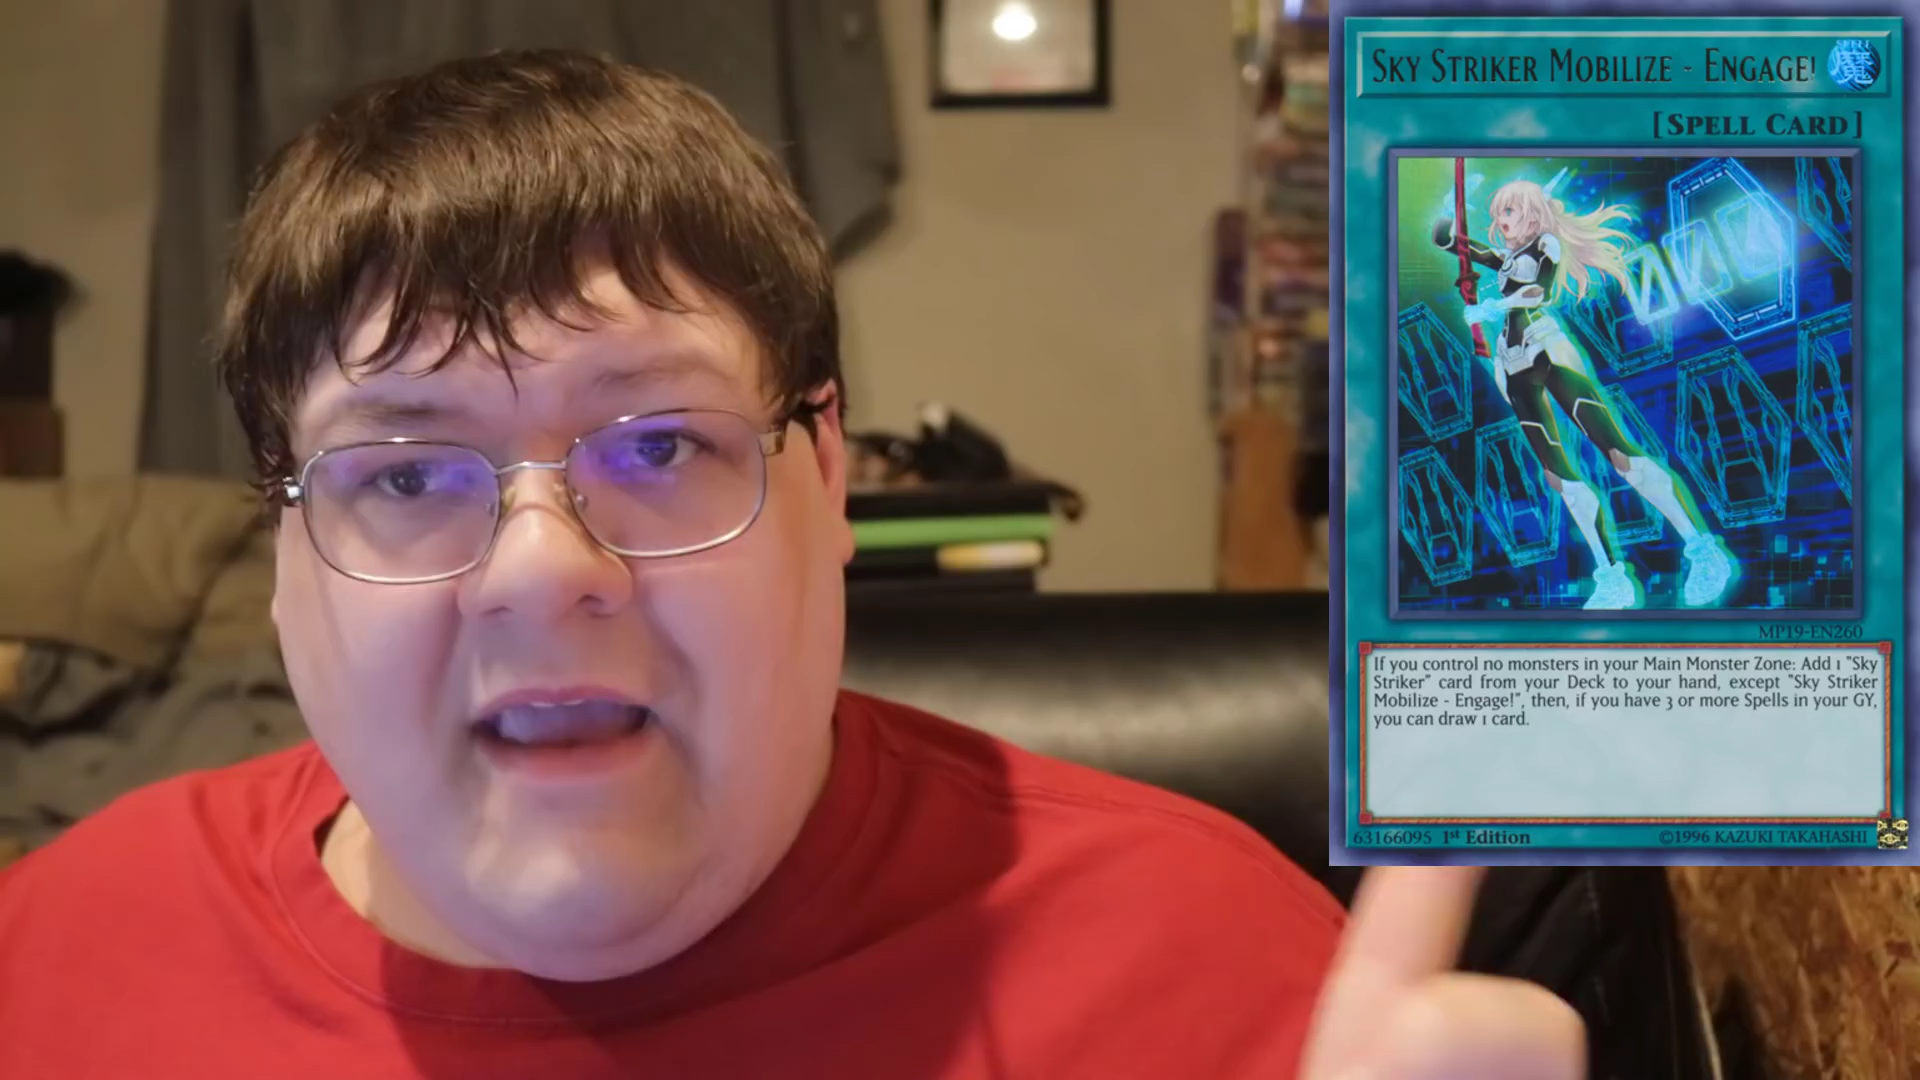 Sky Striker Mobilize - Engage!
SPELL
魔
[Spell Card]
MP19-EN260
If you control no monsters in your Main Monster Zone: Add 1 "Sky
Striker" card from your Deck to your hand, except "Sky Striker
Mobilize - Engage!", then, if you have 3 or more Spells in your GY,
you can draw 1 card.
63166095 1st Edition ©1996 KAZUKI TAKAHASHI